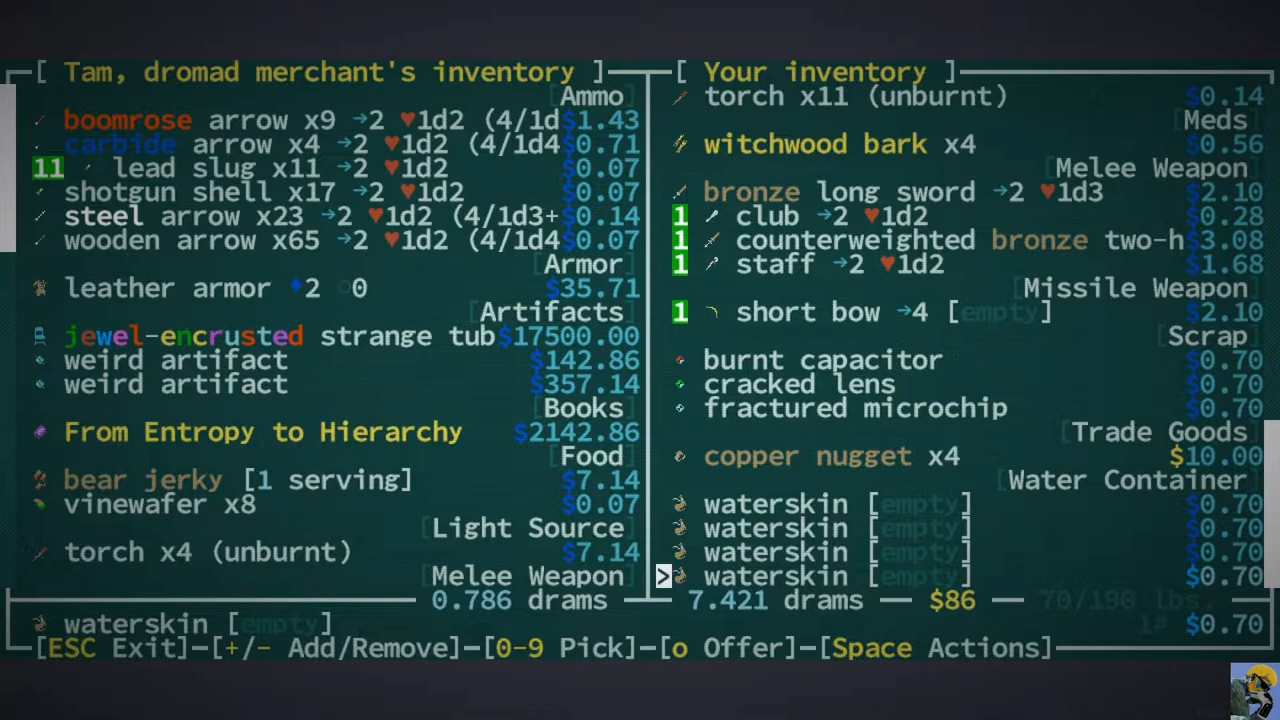 [ Tam, dromad merchant's inventory ]
[Ammo]
boomrose arrow x9 →2 ♥1d2 (4/1d $1.43
carbide arrow x4 →2 ♥1d2 (4/1d4 $0.71
11 lead slug x11 →2 ♥1d2 $0.07
shotgun shell x17 →2 ♥1d2 $0.07
steel arrow x23 →2 ♥1d2 (4/1d3+ $0.14
wooden arrow x65 →2 ♥1d2 (4/1d4 $0.07
[Armor]
leather armor ♦2 ○0 $35.71
[Artifacts]
jewel-encrusted strange tub $17500.00
weird artifact $142.86
weird artifact $357.14
[Books]
From Entropy to Hierarchy $2142.86
[Food]
bear jerky [1 serving] $7.14
vinewafer x8 $0.07
[Light Source]
torch x4 (unburnt) $7.14
[Melee Weapon]
0.786 drams
[ Your inventory ]
torch x11 (unburnt) $0.14
[Meds]
witchwood bark x4 $0.56
[Melee Weapon]
bronze long sword →2 ♥1d3 $2.10
1 club →2 ♥1d2 $0.28
1 counterweighted bronze two-h $3.08
1 staff →2 ♥1d2 $1.68
[Missile Weapon]
1 short bow →4 [empty] $2.10
[Scrap]
burnt capacitor $0.70
cracked lens $0.70
fractured microchip $0.70
[Trade Goods]
copper nugget x4 $10.00
[Water Container]
waterskin [empty] $0.70
waterskin [empty] $0.70
waterskin [empty] $0.70
> waterskin [empty] $0.70
7.421 drams — $86 — 70/190 lbs.
waterskin [empty] 1# $0.70
[ESC Exit]-[+/- Add/Remove]-[0-9 Pick]-[o Offer]-[Space Actions]